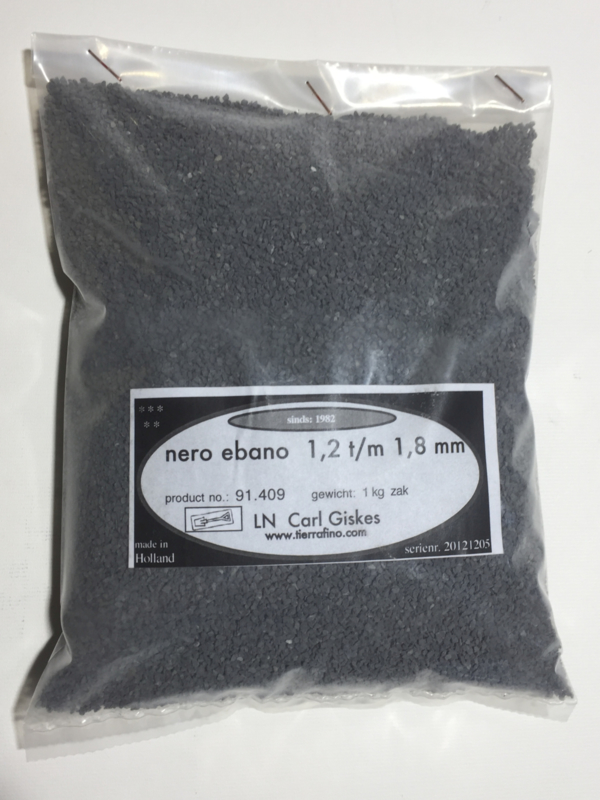 ***
**
sinds: 1982
nero ebano 1,2 t/m 1,8 mm
product no.: 91.409 gewicht: 1 kg zak
LN Carl Giskes
www.tierrafino.com
made in
Holland
serienr. 20121205